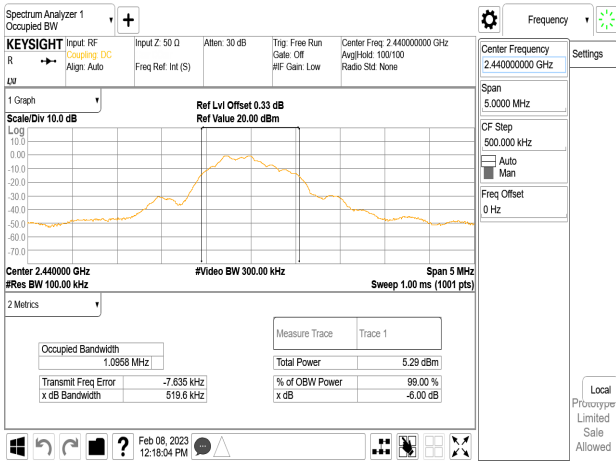 Spectrum Analyzer 1
Occupied BW
Frequency
KEYSIGHT
R
Input: RF
Coupling: DC
Align: Auto
Input Z: 50 Ω
Freq Ref: Int (S)
Atten: 30 dB
Trig: Free Run
Gate: Off
#IF Gain: Low
Center Freq: 2.440000000 GHz
Avg|Hold: 100/100
Radio Std: None
LXI
Center Frequency
2.440000000 GHz
Settings
Span
5.0000 MHz
CF Step
500.000 kHz
Auto
Man
Freq Offset
0 Hz
1 Graph
Scale/Div 10.0 dB
Ref Lvl Offset 0.33 dB
Ref Value 20.00 dBm
Log
10.0
0.00
-10.0
-20.0
-30.0
-40.0
-50.0
-60.0
-70.0
Center 2.440000 GHz
#Res BW 100.00 kHz
#Video BW 300.00 kHz
Span 5 MHz
Sweep 1.00 ms (1001 pts)
2 Metrics
Measure Trace
Trace 1
Occupied Bandwidth
1.0958 MHz
Total Power
5.29 dBm
Transmit Freq Error
-7.635 kHz
% of OBW Power
99.00 %
x dB Bandwidth
519.6 kHz
x dB
-6.00 dB
Local
Prototype
Limited
Sale
Allowed
Feb 08, 2023
12:18:04 PM